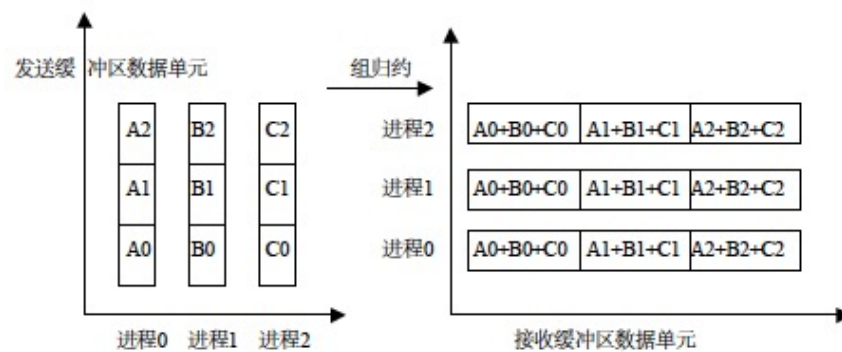 发送缓冲区数据单元
组归约
A2 B2 C2
A1 B1 C1
A0 B0 C0
进程0 进程1 进程2
进程2 A0+B0+C0 A1+B1+C1 A2+B2+C2
进程1 A0+B0+C0 A1+B1+C1 A2+B2+C2
进程0 A0+B0+C0 A1+B1+C1 A2+B2+C2
接收缓冲区数据单元